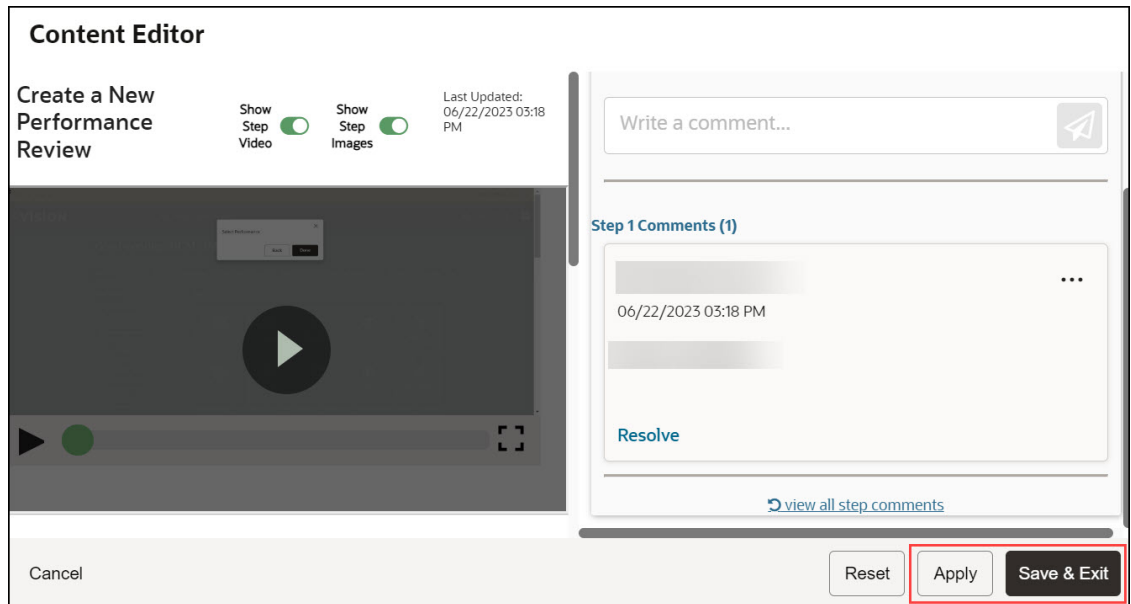 Content Editor
Create a New
Performance
Review
Show
Step
Video
Show
Step
Images
Last Updated:
06/22/2023 03:18
PM
Write a comment...
Step 1 Comments (1)
06/22/2023 03:18 PM
Resolve
view all step comments
Cancel
Reset
Apply
Save & Exit